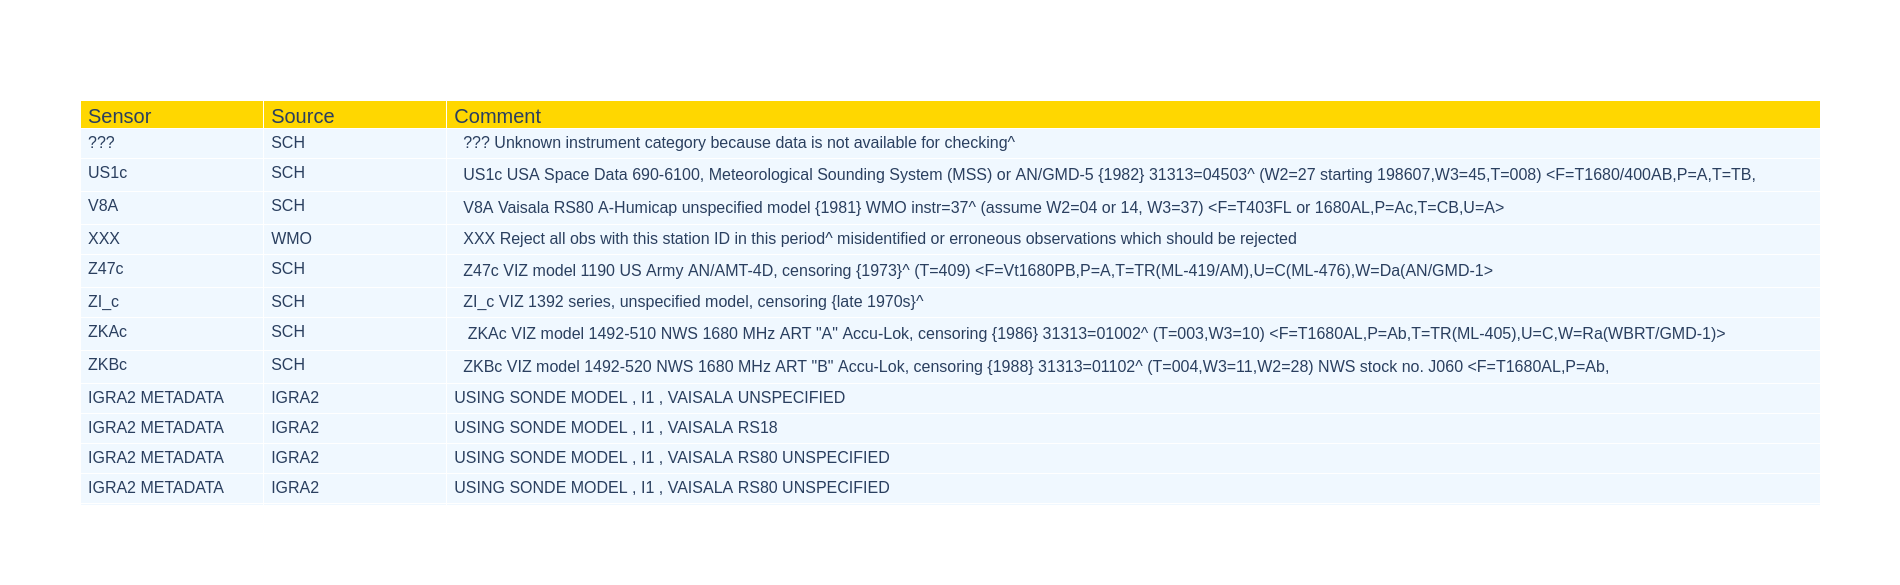 Sensor Source Comment
??? SCH ??? Unknown instrument category because data is not available for checking^
US1c SCH US1c USA Space Data 690-6100, Meteorological Sounding System (MSS) or AN/GMD-5 {1982} 31313=04503^ (W2=27 starting 198607,W3=45,T=008) <F=T1680/400AB,P=A,T=TB,
V8A SCH V8A Vaisala RS80 A-Humicap unspecified model {1981} WMO instr=37^ (assume W2=04 or 14, W3=37) <F=T403FL or 1680AL,P=Ac,T=CB,U=A>
XXX WMO XXX Reject all obs with this station ID in this period^ misidentified or erroneous observations which should be rejected
Z47c SCH Z47c VIZ model 1190 US Army AN/AMT-4D, censoring {1973}^ (T=409) <F=Vt1680PB,P=A,T=TR(ML-419/AM),U=C(ML-476),W=Da(AN/GMD-1>
ZI_c SCH ZI_c VIZ 1392 series, unspecified model, censoring {late 1970s}^
ZKAc SCH ZKAc VIZ model 1492-510 NWS 1680 MHz ART "A" Accu-Lok, censoring {1986} 31313=01002^ (T=003,W3=10) <F=T1680AL,P=Ab,T=TR(ML-405),U=C,W=Ra(WBRT/GMD-1)>
ZKBc SCH ZKBc VIZ model 1492-520 NWS 1680 MHz ART "B" Accu-Lok, censoring {1988} 31313=01102^ (T=004,W3=11,W2=28) NWS stock no. J060 <F=T1680AL,P=Ab,
IGRA2 METADATA IGRA2 USING SONDE MODEL , I1 , VAISALA UNSPECIFIED
IGRA2 METADATA IGRA2 USING SONDE MODEL , I1 , VAISALA RS18
IGRA2 METADATA IGRA2 USING SONDE MODEL , I1 , VAISALA RS80 UNSPECIFIED
IGRA2 METADATA IGRA2 USING SONDE MODEL , I1 , VAISALA RS80 UNSPECIFIED